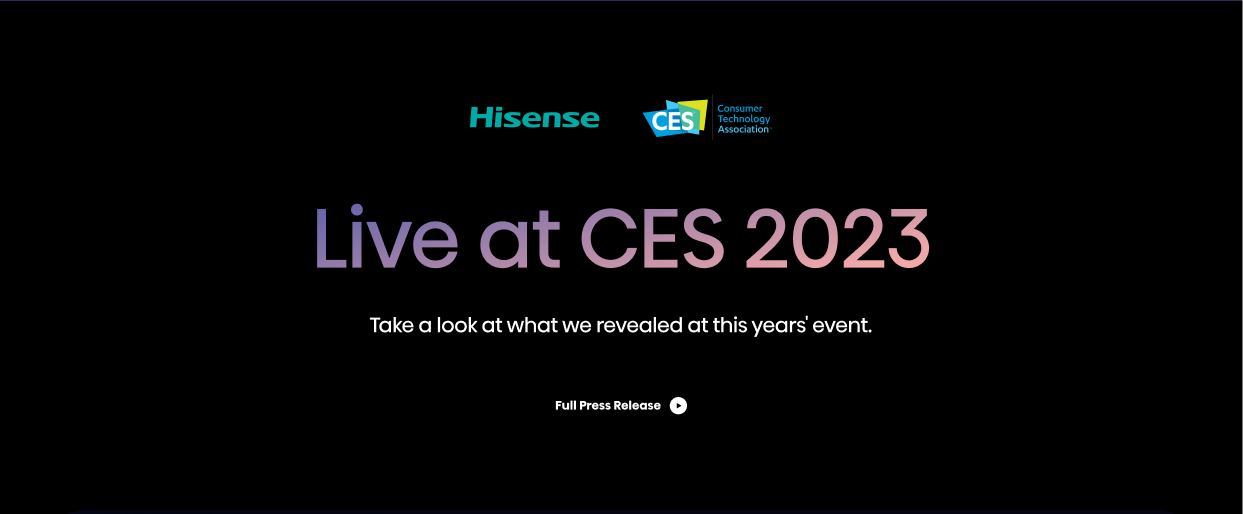 Hisense
CES
Consumer
Technology
Association
Live at CES 2023
Take a look at what we revealed at this years' event.
Full Press Release